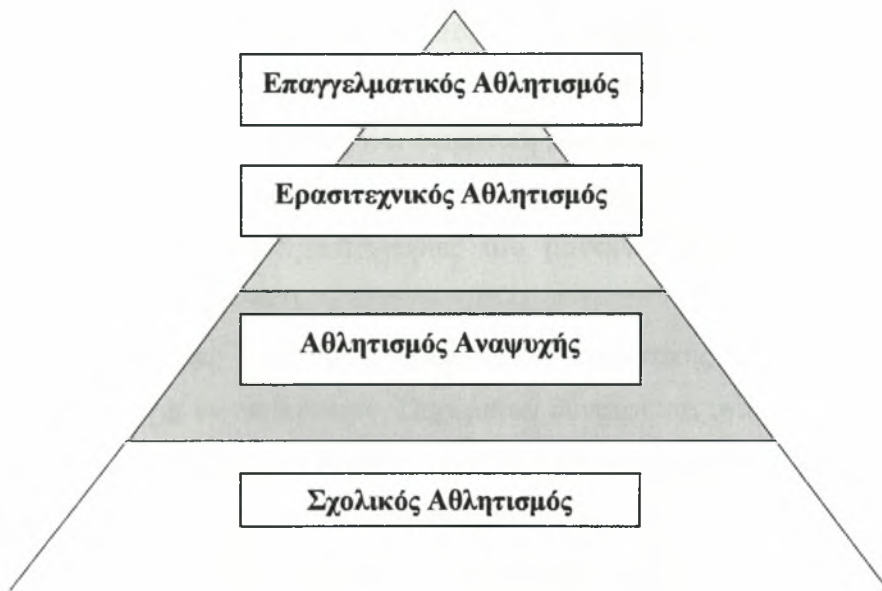 Επαγγελματικός Αθλητισμός
Ερασιτεχνικός Αθλητισμός
Αθλητισμός Αναψυχής
Σχολικός Αθλητισμός